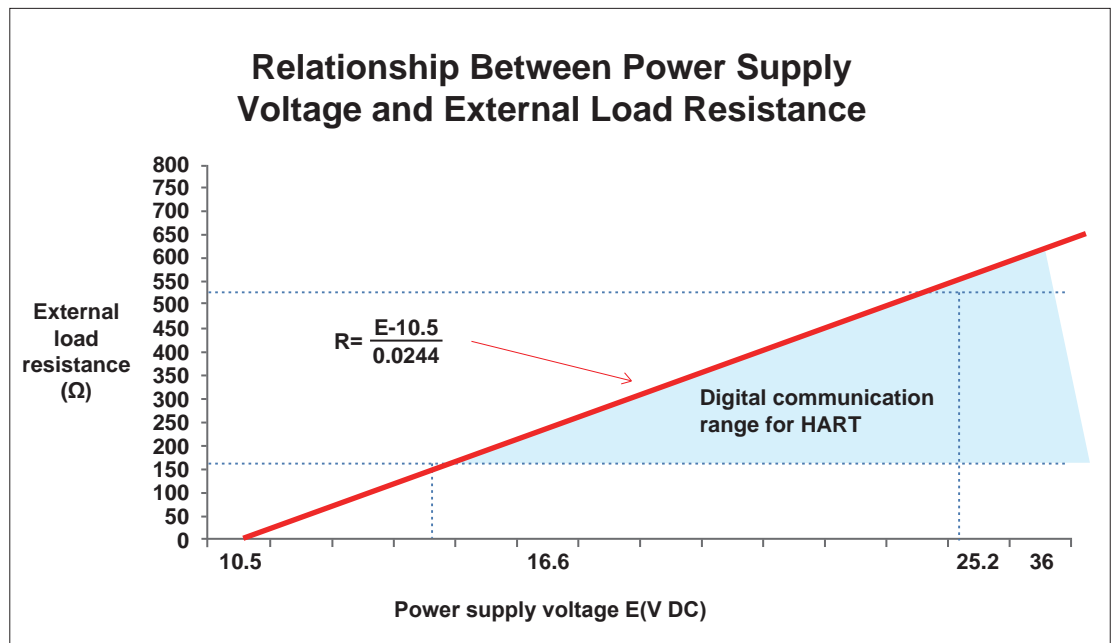 Relationship Between Power Supply
Voltage and External Load Resistance
800
750
700
650
600
550
500
450
400
350
300
250
200
150
100
50
0
External
load
resistance
(Ω)
R= E-10.5
0.0244
Digital communication
range for HART
10.5 16.6 25.2 36
Power supply voltage E(V DC)